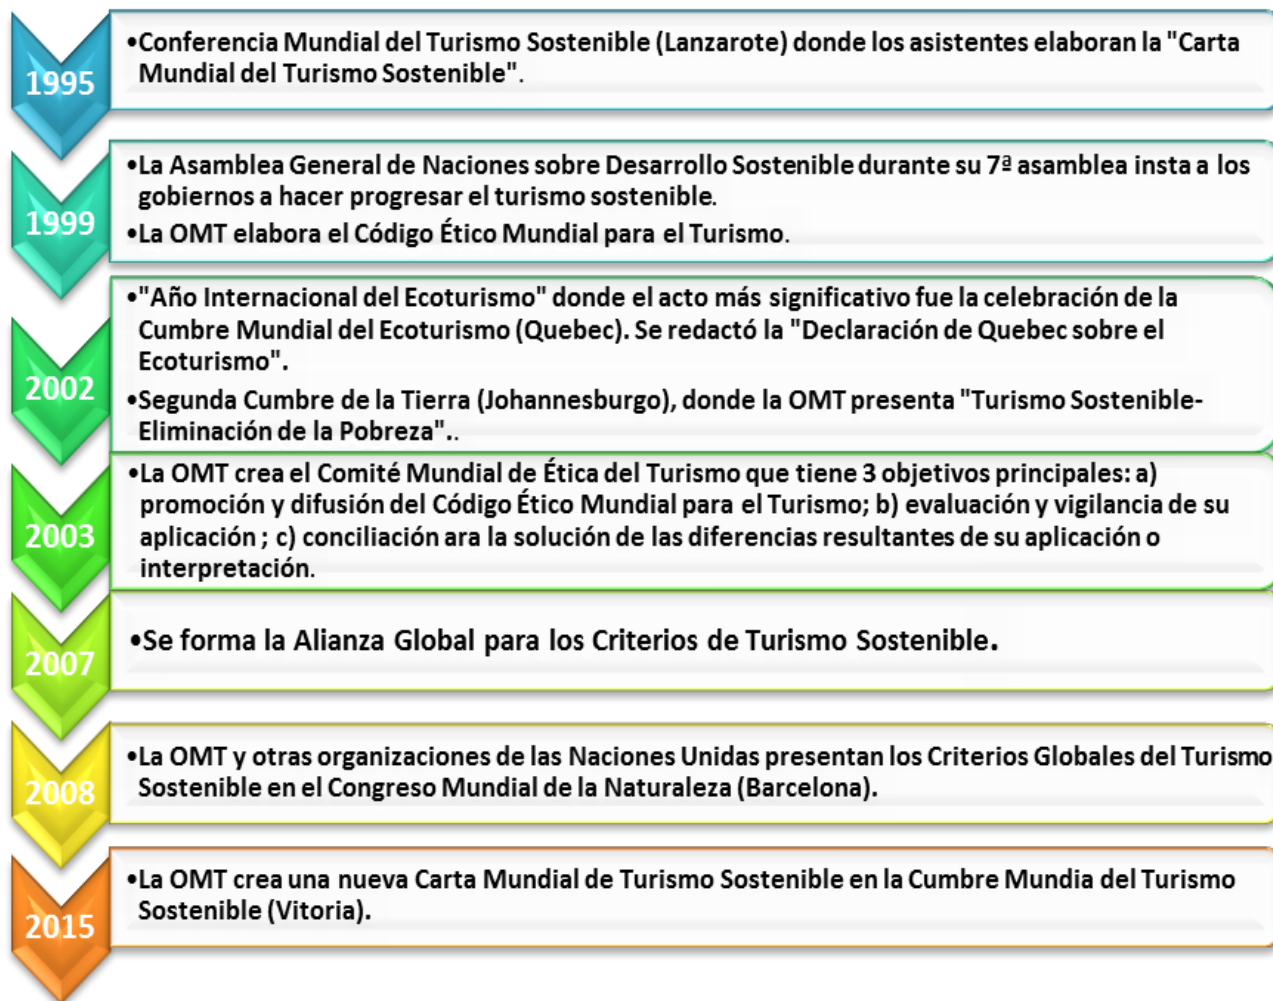 1995
•Conferencia Mundial del Turismo Sostenible (Lanzarote) donde los asistentes elaboran la "Carta
Mundial del Turismo Sostenible".
1999
•La Asamblea General de Naciones sobre Desarrollo Sostenible durante su 7ª asamblea insta a los
gobiernos a hacer progresar el turismo sostenible.
•La OMT elabora el Código Ético Mundial para el Turismo.
2002
•"Año Internacional del Ecoturismo" donde el acto más significativo fue la celebración de la
Cumbre Mundial del Ecoturismo (Quebec). Se redactó la "Declaración de Quebec sobre el
Ecoturismo".
•Segunda Cumbre de la Tierra (Johannesburgo), donde la OMT presenta "Turismo Sostenible-
Eliminación de la Pobreza"..
2003
•La OMT crea el Comité Mundial de Ética del Turismo que tiene 3 objetivos principales: a)
promoción y difusión del Código Ético Mundial para el Turismo; b) evaluación y vigilancia de su
aplicación ; c) conciliación ara la solución de las diferencias resultantes de su aplicación o
interpretación.
2007
•Se forma la Alianza Global para los Criterios de Turismo Sostenible.
2008
•La OMT y otras organizaciones de las Naciones Unidas presentan los Criterios Globales del Turismo
Sostenible en el Congreso Mundial de la Naturaleza (Barcelona).
2015
•La OMT crea una nueva Carta Mundial de Turismo Sostenible en la Cumbre Mundia del Turismo
Sostenible (Vitoria).